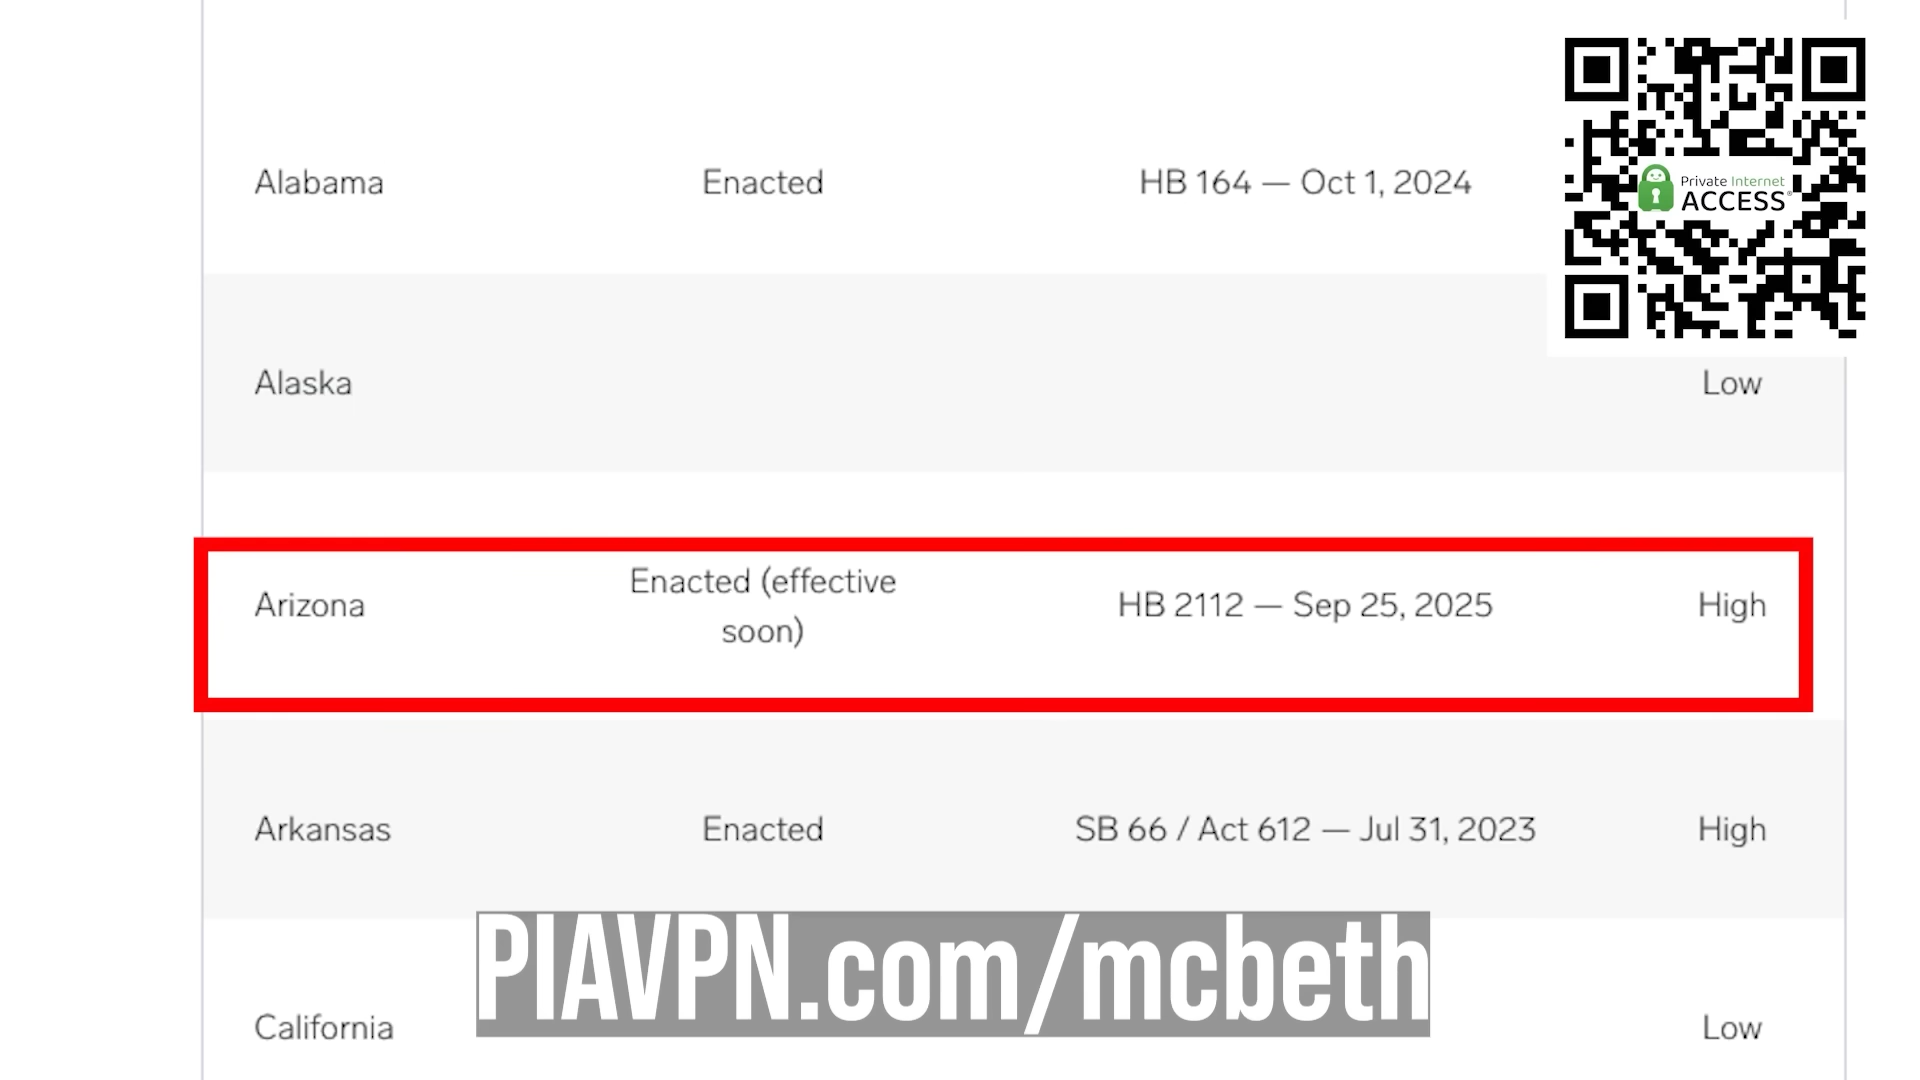 Alabama Enacted HB 164 — Oct 1, 2024
Private Internet
ACCESS®
Alaska Low
Arizona Enacted (effective soon) HB 2112 — Sep 25, 2025 High
Arkansas Enacted SB 66 / Act 612 — Jul 31, 2023 High
PIAVPN.com/mcbeth
California Low